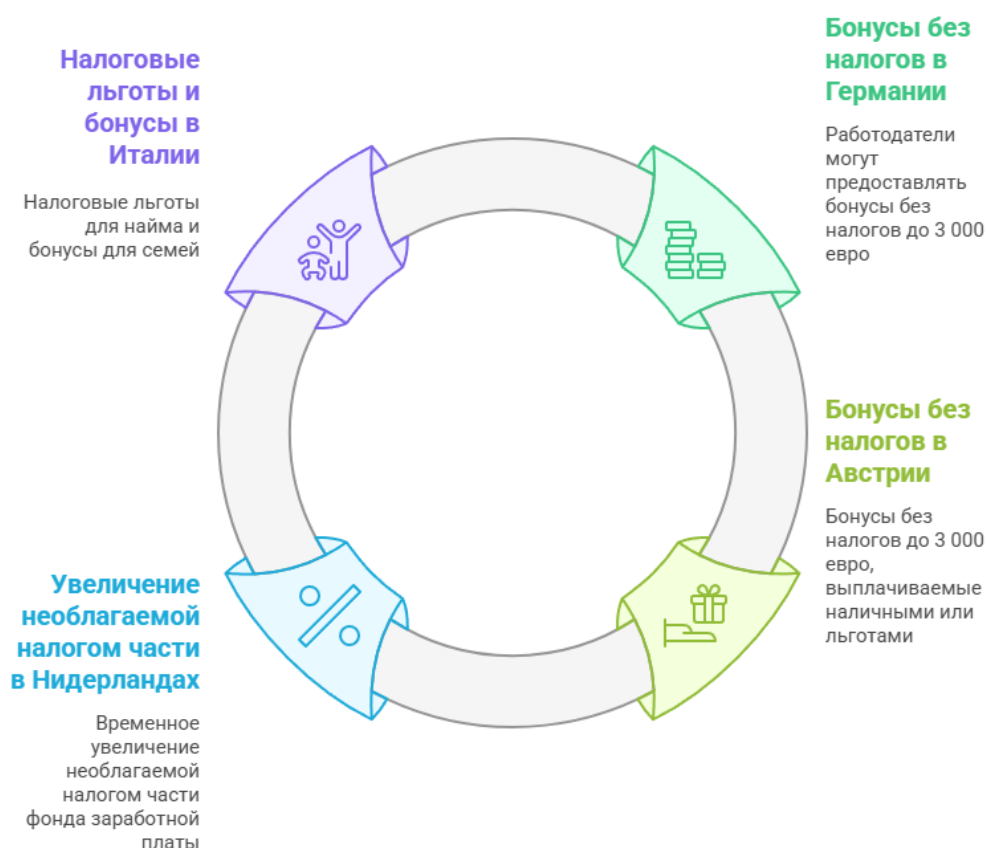 Налоговые
льготы и
бонусы в
Италии
Налоговые льготы
для найма и
бонусы для семей
Бонусы без
налогов в
Германии
Работодатели
могут
предоставлять
бонусы без
налогов до 3 000
евро
Бонусы без
налогов в
Австрии
Бонусы без
налогов до 3 000
евро,
выплачиваемые
наличными или
льготами
Увеличение
необлагаемой
налогом части
в Нидерландах
Временное
увеличение
необлагаемой
налогом части
фонда заработной
платы